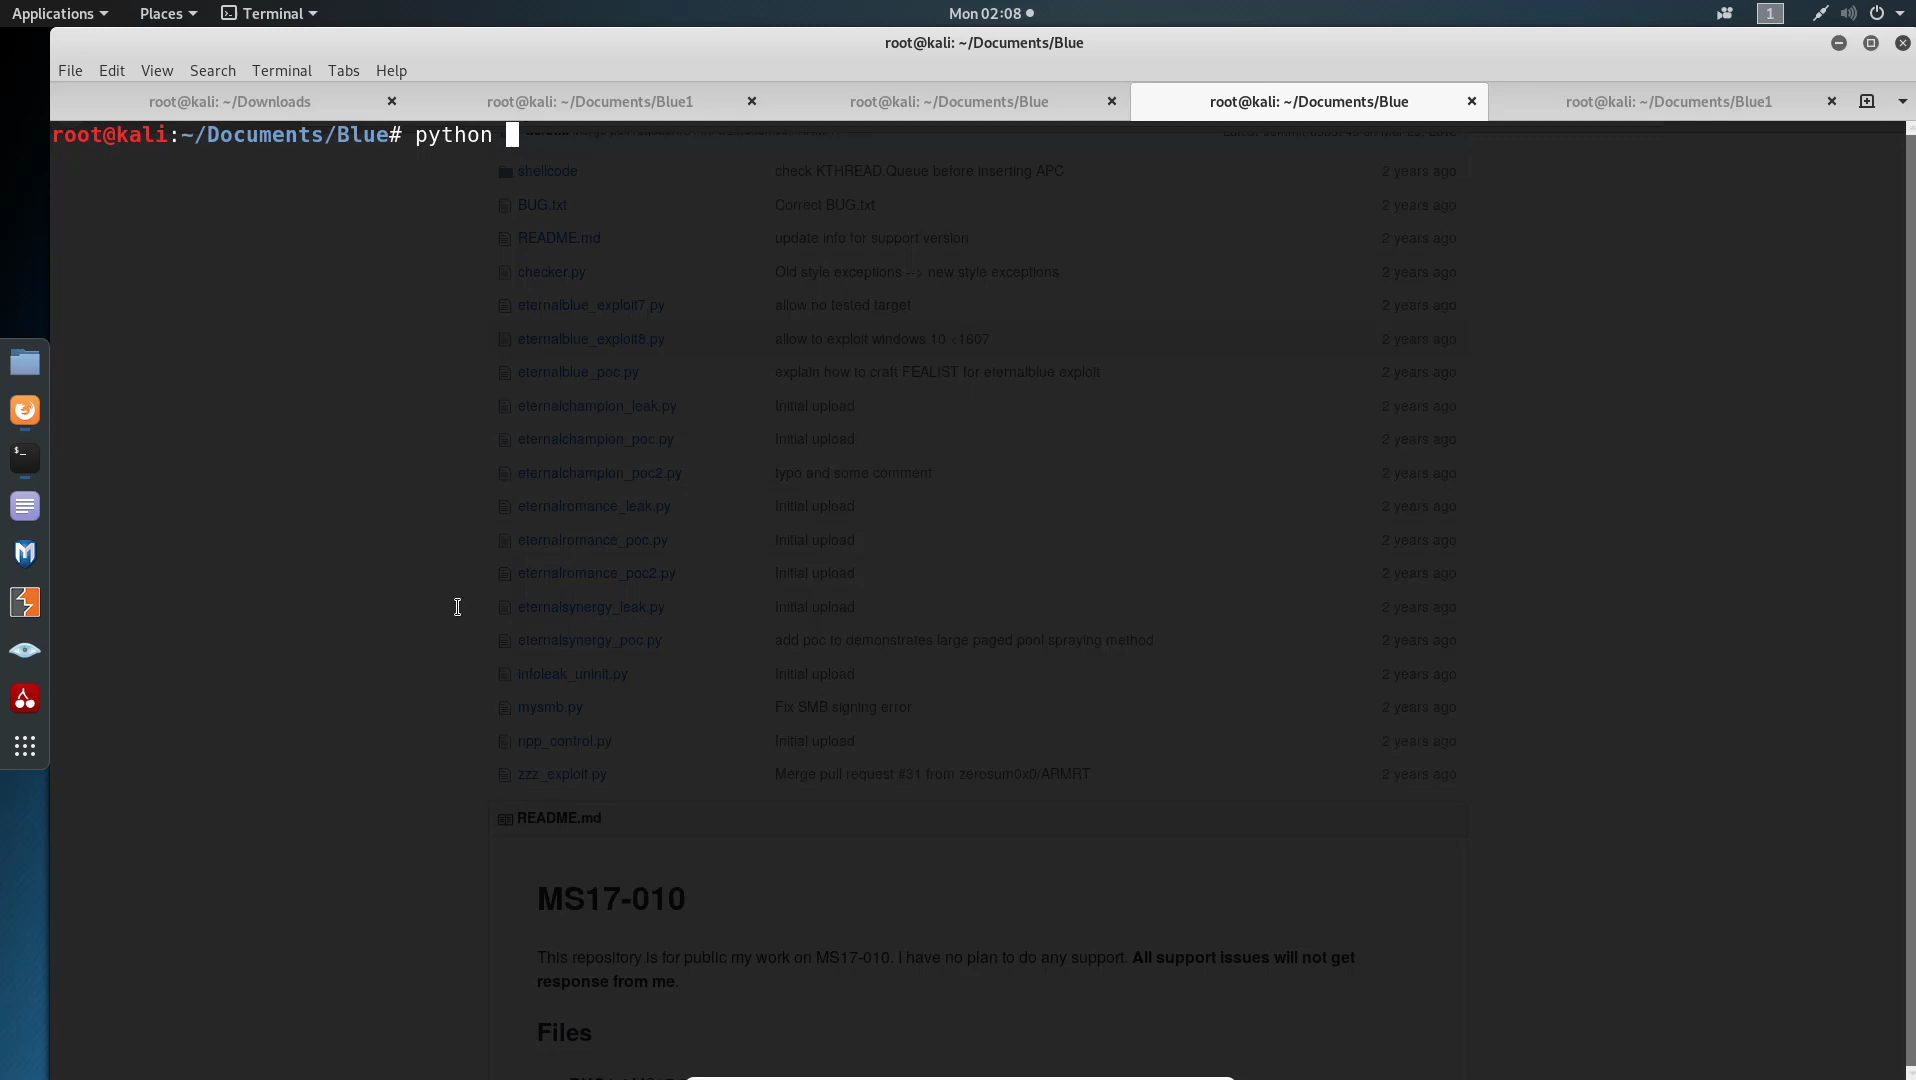 Applications Places Terminal Mon 02:08 1
root@kali: ~/Documents/Blue
File Edit View Search Terminal Tabs Help
root@kali: ~/Downloads root@kali: ~/Documents/Blue1 root@kali: ~/Documents/Blue root@kali: ~/Documents/Blue root@kali: ~/Documents/Blue1
root@kali:~/Documents/Blue# python
shellcode check KTHREAD.Queue before inserting APC 2 years ago
BUG.txt Correct BUG.txt 2 years ago
README.md update info for support version 2 years ago
checker.py Old style exceptions --> new style exceptions 2 years ago
eternalblue_exploit7.py allow no tested target 2 years ago
eternalblue_exploit8.py allow to exploit windows 10 <1607 2 years ago
eternalblue_poc.py explain how to craft FEALIST for eternalblue exploit 2 years ago
eternalchampion_leak.py Initial upload 2 years ago
eternalchampion_poc.py Initial upload 2 years ago
eternalchampion_poc2.py typo and some comment 2 years ago
eternalromance_leak.py Initial upload 2 years ago
eternalromance_poc.py Initial upload 2 years ago
eternalromance_poc2.py Initial upload 2 years ago
eternalsynergy_leak.py Initial upload 2 years ago
eternalsynergy_poc.py add poc to demonstrates large paged pool spraying method 2 years ago
infoleak_uninit.py Initial upload 2 years ago
mysmb.py Fix SMB signing error 2 years ago
npp_control.py Initial upload 2 years ago
zzz_exploit.py Merge pull request #31 from zerosum0x0/ARMRT 2 years ago
README.md
MS17-010
This repository is for public my work on MS17-010. I have no plan to do any support. All support issues will not get
response from me.
Files